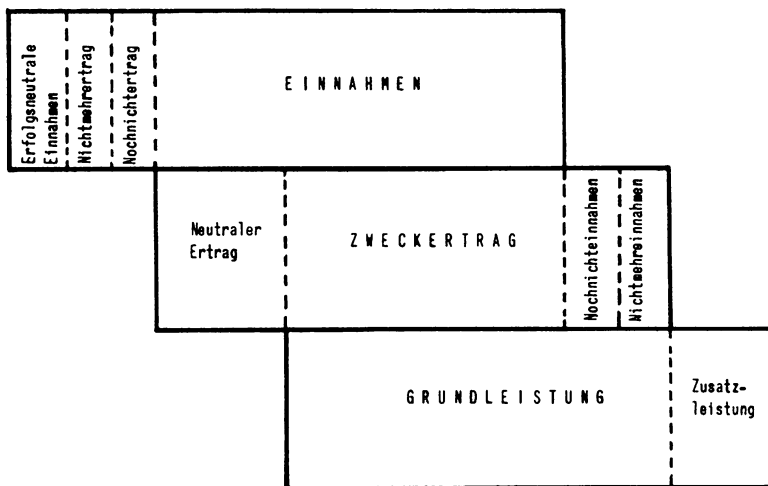 Erfolgsneutrale
Einnahmen
Nichtmehrertrag
Nochnichtertrag
EINNAHMEN
Neutraler
Ertrag
ZWECKERTRAG
Nochnichteinnahmen
Nichtmehreinnahmen
GRUNDLEISTUNG
Zusatz-
leistung